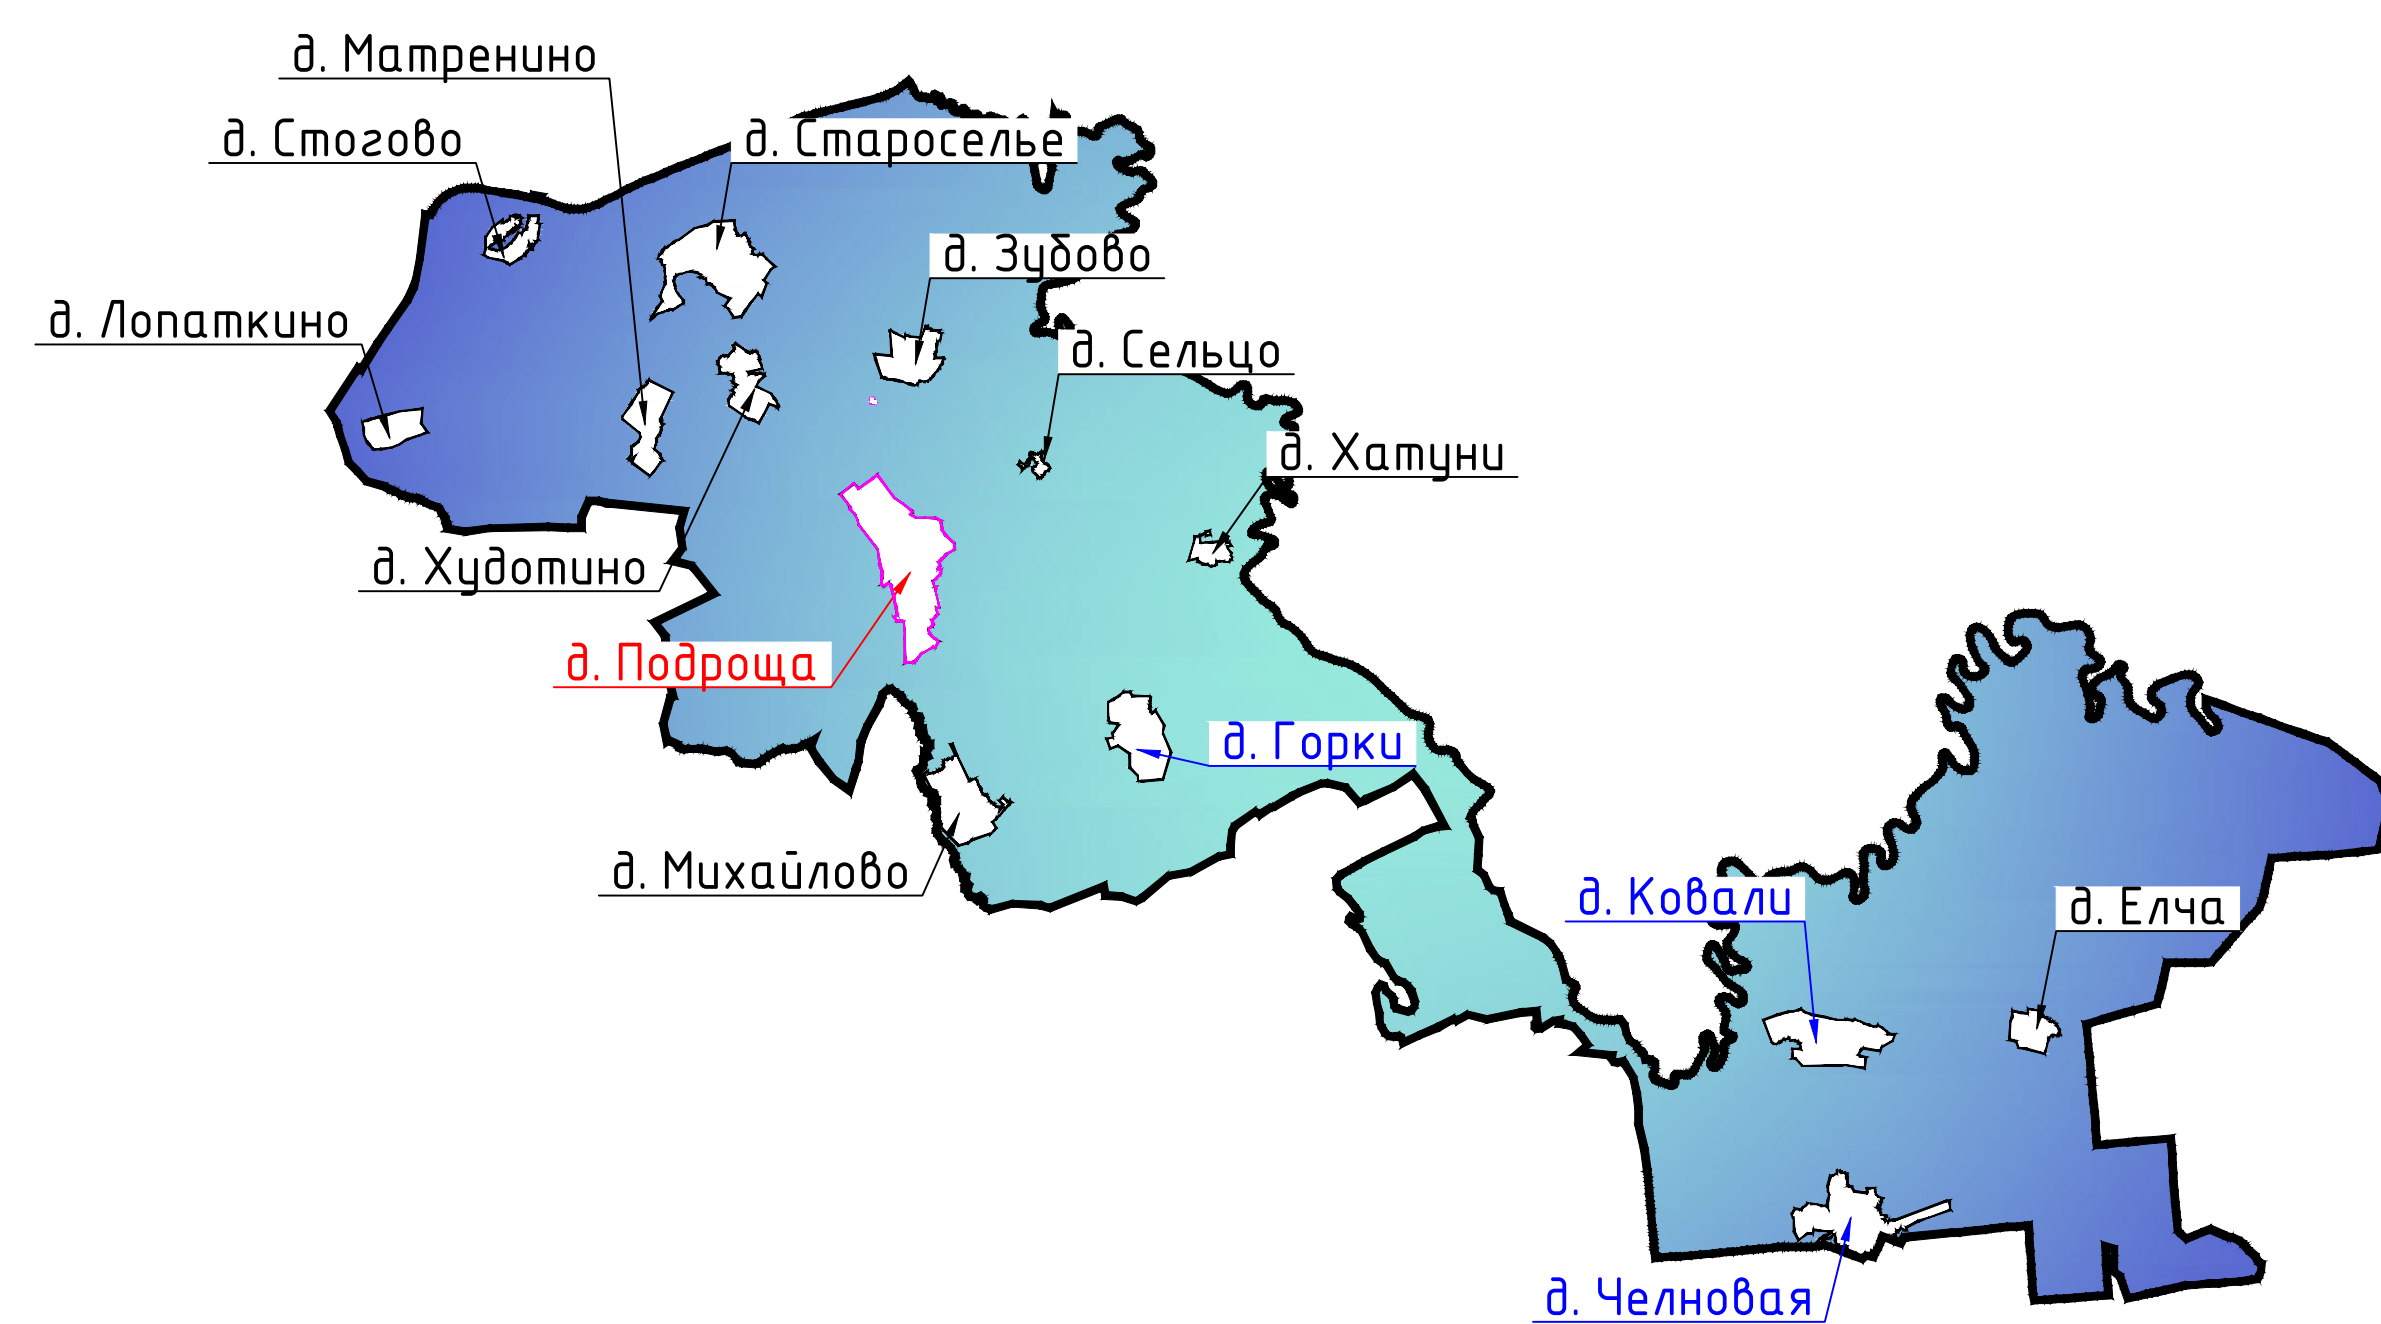 д. Матренино
д. Стогово
д. Староселье
д. Зубово
д. Лопаткино
д. Сельцо
д. Хатуни
д. Худотино
д. Подроща
д. Горки
д. Михайлово
д. Ковали
д. Елча
д. Челновая